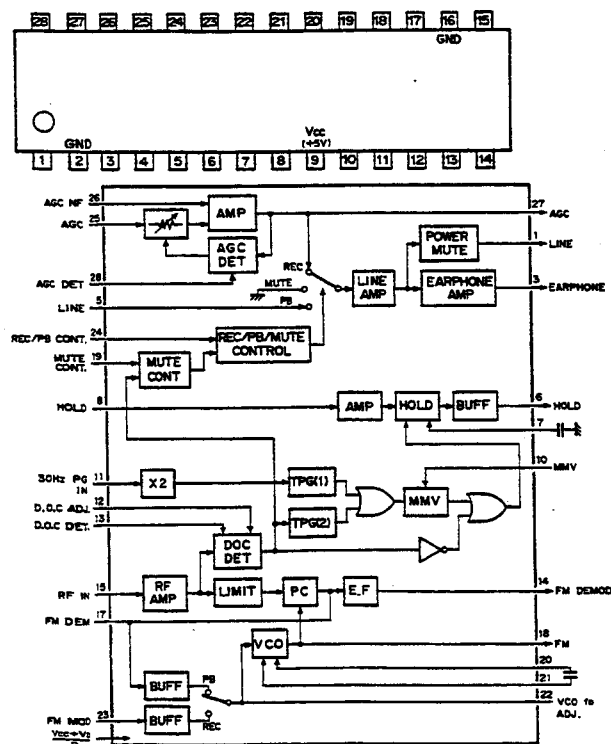 28 27 26 25 24 23 22 21 20 19 18 17 16 15
GND
GND
Vcc
(+5V)
1 2 3 4 5 6 7 8 9 10 11 12 13 14
AGC NF 26
AGC 25
AMP
27 AGC
AGC DET
AGC DET. 28
POWER MUTE
1 LINE
REC
MUTE
PB
LINE AMP
EARPHONE AMP
3 EARPHONE
LINE 5
REC/PB CONT. 24
REC/PB/MUTE CONTROL
MUTE CONT. 19
MUTE CONT
HOLD 8
AMP
HOLD
BUFF
6 HOLD
7
30Hz PG IN 11
X2
TPG(1)
10 MMV
MMV
D.O.C ADJ. 12
D.O.C DET. 13
TPG(2)
DOC DET
RF IN 15
RF AMP
LIMIT
PC
E.F
14 FM DEMOD
FM DEM 17
VCO
18 FM
20
21
BUFF
PB
22 VCO fo ADJ.
FM MOD 23
BUFF
REC